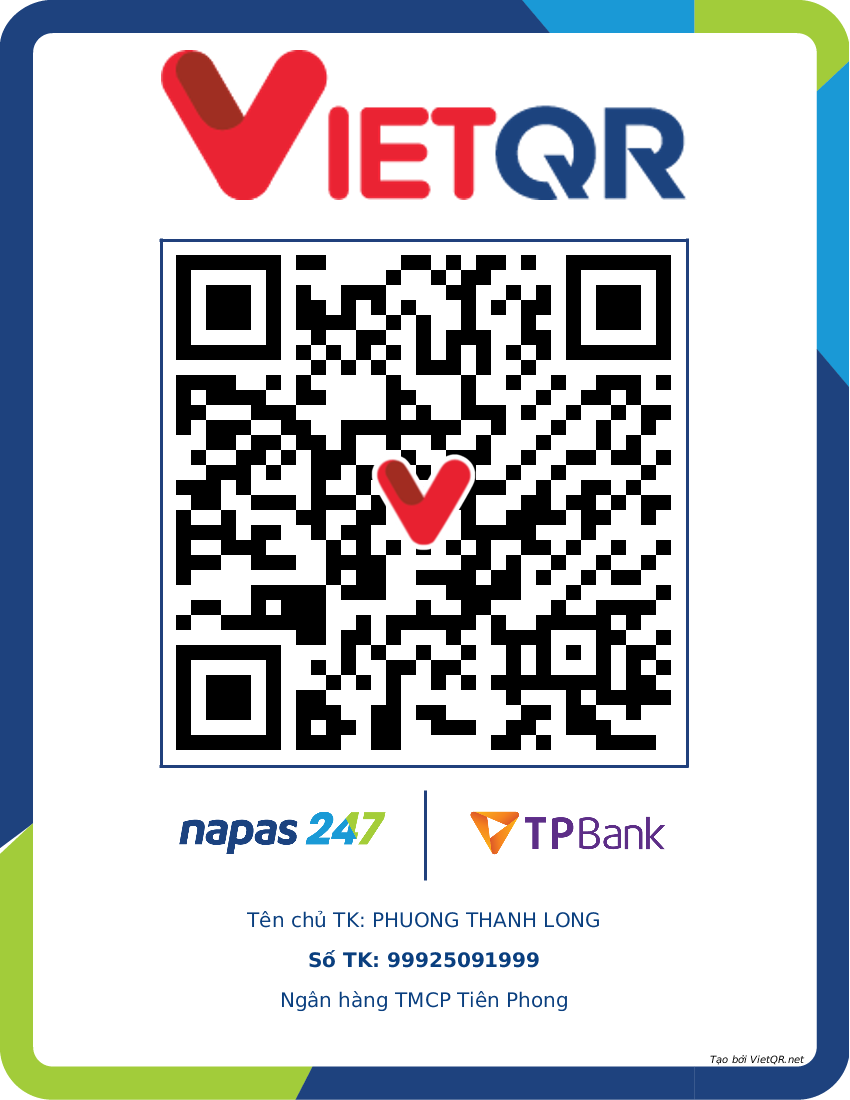 VIETQR
napas 247
TPBank
Tên chủ TK: PHUONG THANH LONG
Số TK: 99925091999
Ngân hàng TMCP Tiên Phong
Tạo bởi VietQR.net